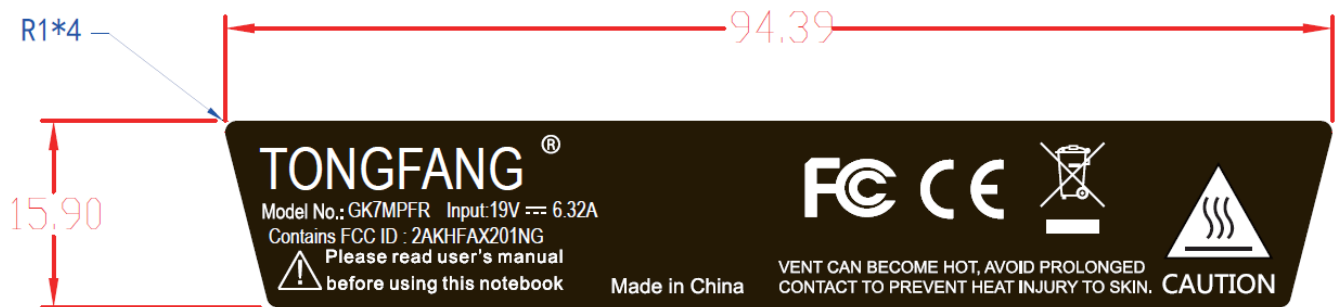 R1*4
94.39
15.90
TONGFANG ®
Model No.: GK7MPFR Input:19V ⎓ 6.32A
Contains FCC ID : 2AKHFAX201NG
Please read user's manual
before using this notebook
Made in China
FC CE
VENT CAN BECOME HOT, AVOID PROLONGED
CONTACT TO PREVENT HEAT INJURY TO SKIN.
CAUTION